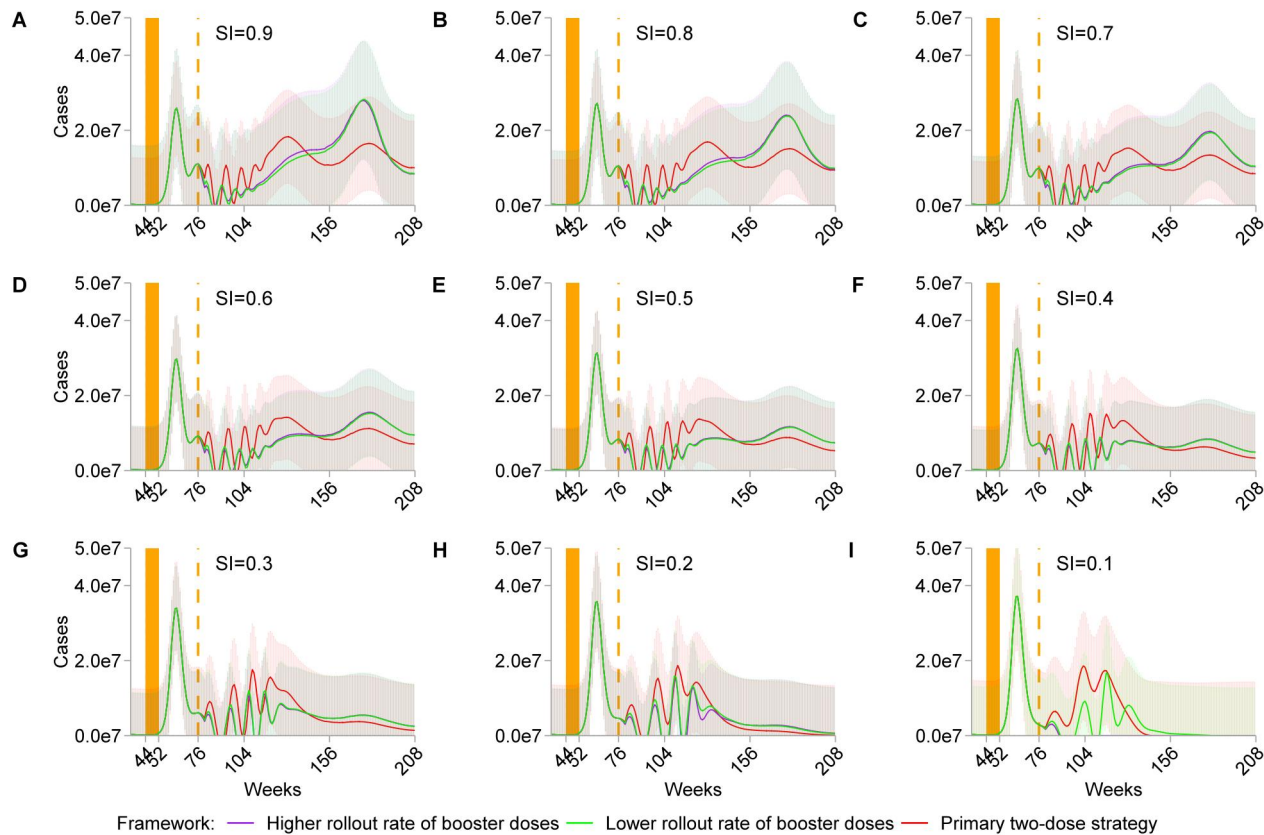 A B C
5.0e7 SI=0.9 5.0e7 SI=0.8 5.0e7 SI=0.7
4.0e7 4.0e7 4.0e7
Cases
2.0e7 2.0e7 2.0e7
0.0e7 0.0e7 0.0e7
44 52 76 104 156 208 44 52 76 104 156 208 44 52 76 104 156 208
D E F
5.0e7 SI=0.6 5.0e7 SI=0.5 5.0e7 SI=0.4
4.0e7 4.0e7 4.0e7
Cases
2.0e7 2.0e7 2.0e7
0.0e7 0.0e7 0.0e7
44 52 76 104 156 208 44 52 76 104 156 208 44 52 76 104 156 208
G H I
5.0e7 SI=0.3 5.0e7 SI=0.2 5.0e7 SI=0.1
4.0e7 4.0e7 4.0e7
Cases
2.0e7 2.0e7 2.0e7
0.0e7 0.0e7 0.0e7
44 52 76 104 156 208 44 52 76 104 156 208 44 52 76 104 156 208
Weeks Weeks Weeks
Framework: Higher rollout rate of booster doses Lower rollout rate of booster doses Primary two-dose strategy